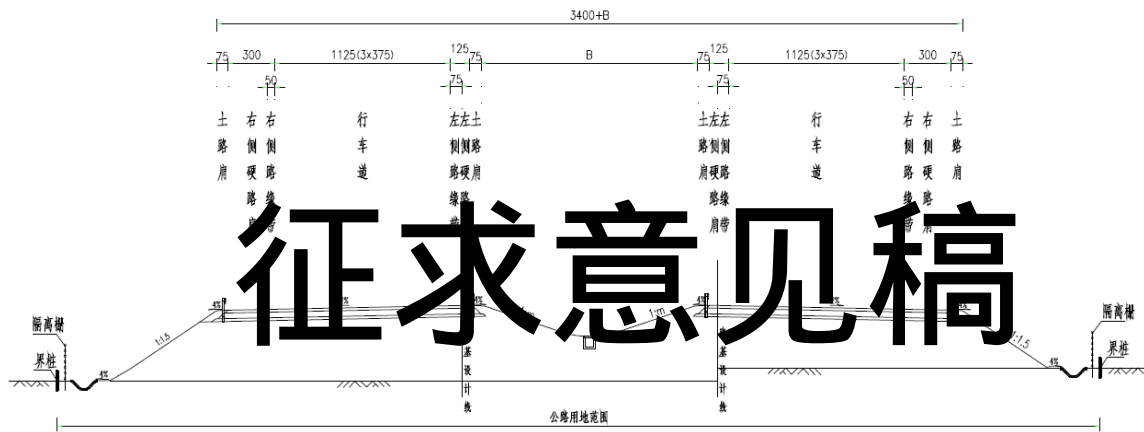 3400+B
75 300 1125(3x375) 125 75 B 75 125 1125(3x375) 300 75
50 75 75 50
土路肩
右侧硬路肩
右侧路缘带
行车道
左侧路缘带
左侧硬路肩
土路肩
土路肩
左侧硬路肩
左侧路缘带
行车道
右侧路缘带
右侧硬路肩
土路肩
征求意见稿
4% 2% 4% 4% 2% 4%
隔离栅 1:1.5 1:m 1:1.5 隔离栅
界桩 4% 4% 界桩
基设计线
基设计线
公路用地范围